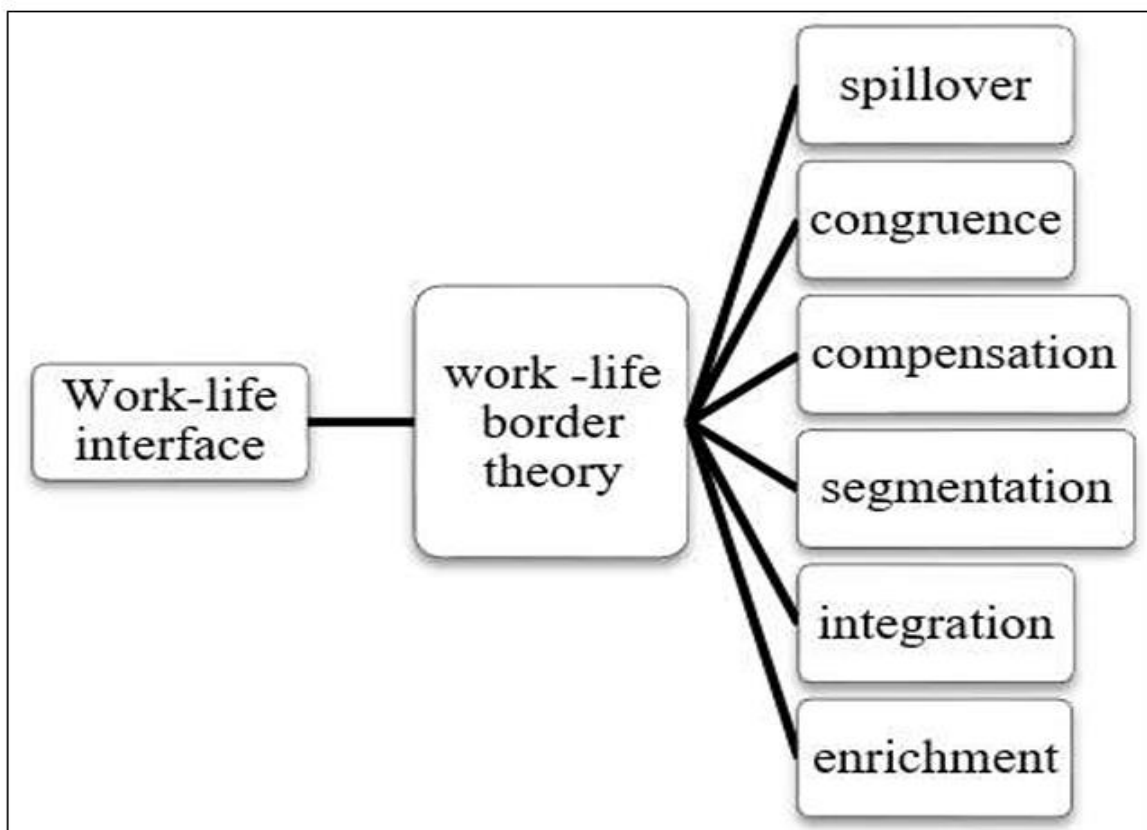 Work-life
interface
work -life
border
theory
spillover
congruence
compensation
segmentation
integration
enrichment